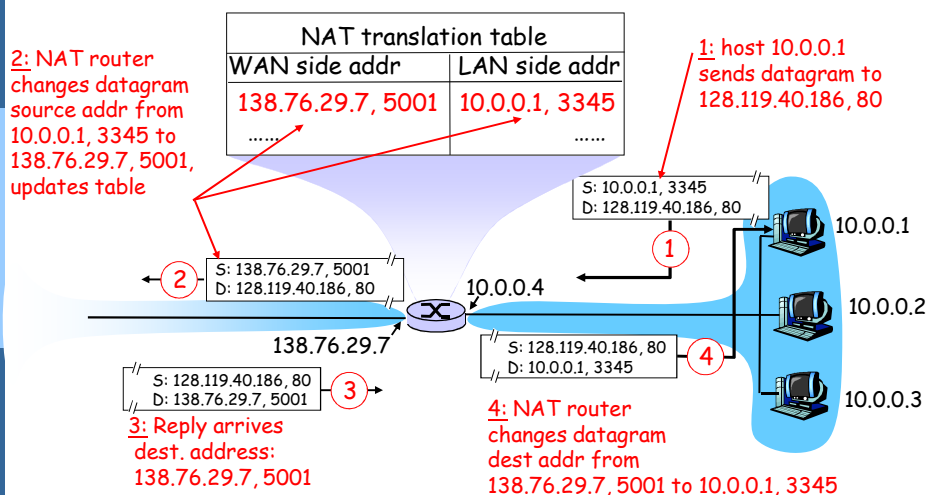 NAT translation table
WAN side addr LAN side addr
138.76.29.7, 5001 10.0.0.1, 3345
...... ......
1: host 10.0.0.1
sends datagram to
128.119.40.186, 80
2: NAT router
changes datagram
source addr from
10.0.0.1, 3345 to
138.76.29.7, 5001,
updates table
S: 10.0.0.1, 3345
D: 128.119.40.186, 80
1
10.0.0.1
S: 138.76.29.7, 5001
D: 128.119.40.186, 80
2
10.0.0.4
10.0.0.2
138.76.29.7
S: 128.119.40.186, 80
D: 10.0.0.1, 3345
4
S: 128.119.40.186, 80
D: 138.76.29.7, 5001
3
10.0.0.3
3: Reply arrives
dest. address:
138.76.29.7, 5001
4: NAT router
changes datagram
dest addr from
138.76.29.7, 5001 to 10.0.0.1, 3345